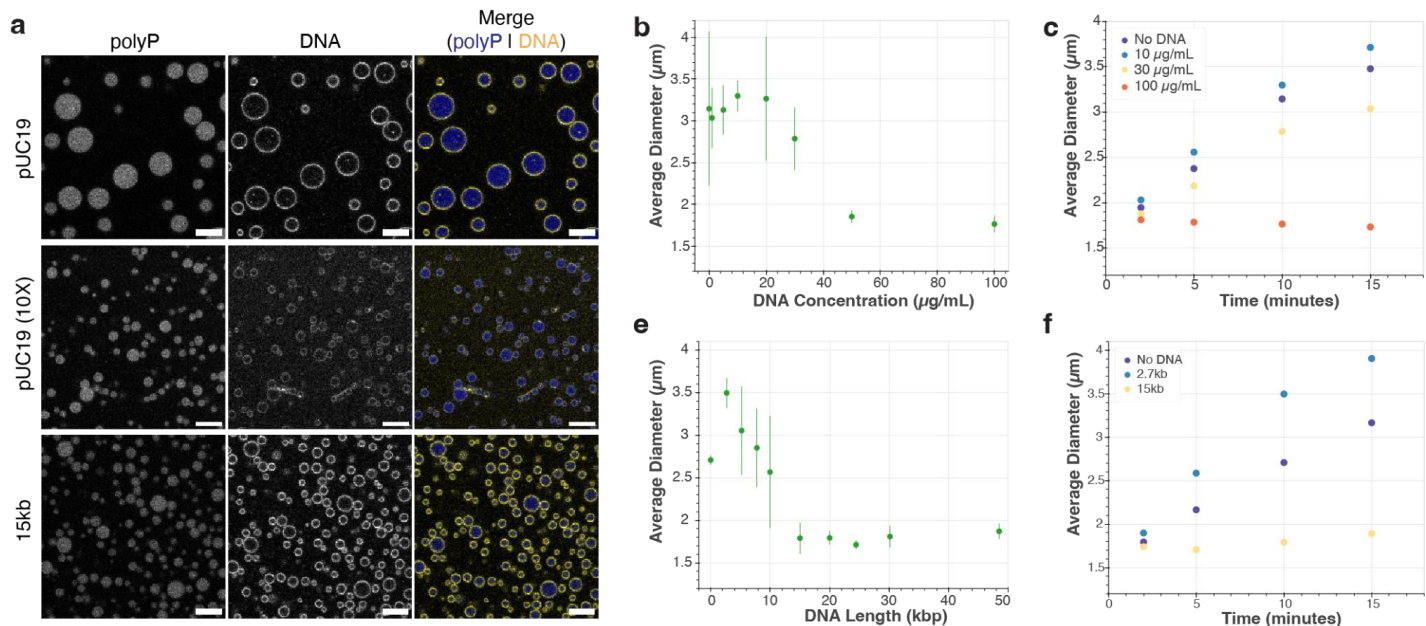 a
polyP
DNA
Merge
(polyP | DNA)
pUC19
pUC19 (10X)
15kb
b
Average Diameter (μm)
4
3.5
3
2.5
2
1.5
0
20
40
60
80
100
DNA Concentration (μg/mL)
c
Average Diameter (μm)
4
3.5
3
2.5
2
1.5
No DNA
10 μg/mL
30 μg/mL
100 μg/mL
0
5
10
15
Time (minutes)
e
Average Diameter (μm)
4
3.5
3
2.5
2
1.5
0
10
20
30
40
50
DNA Length (kbp)
f
Average Diameter (μm)
4
3.5
3
2.5
2
1.5
No DNA
2.7kb
15kb
0
5
10
15
Time (minutes)